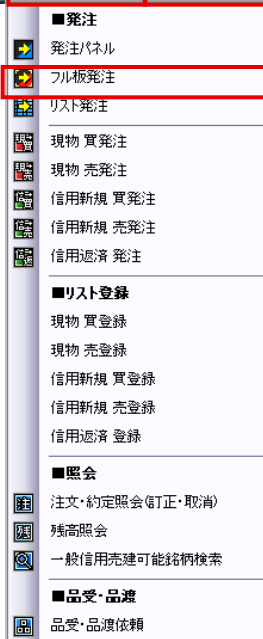 ■発注
発注パネル
フル板発注
リスト発注
現物 買発注
現物 売発注
信用新規 買発注
信用新規 売発注
信用返済 発注
■リスト登録
現物 買登録
現物 売登録
信用新規 買登録
信用新規 売登録
信用返済 登録
■照会
注 注文・約定照会(訂正・取消)
残 残高照会
一般信用売建可能銘柄検索
■品受・品渡
品 品受・品渡依頼